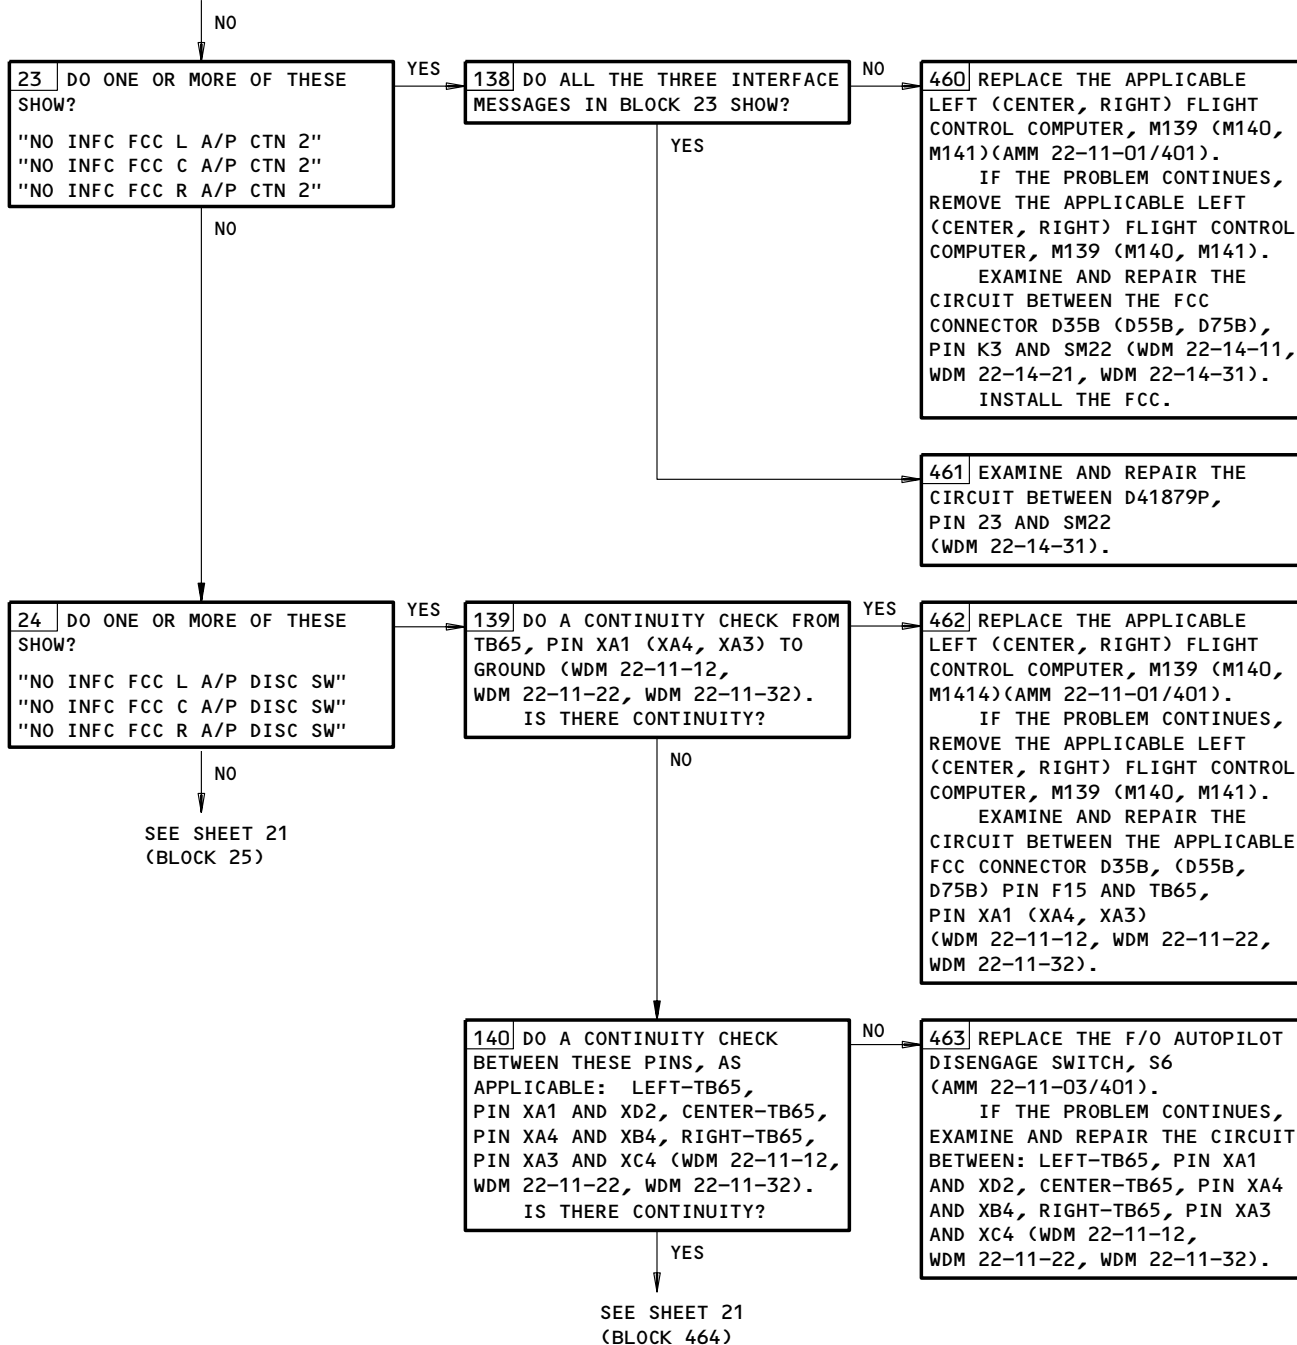 NO
23 DO ONE OR MORE OF THESE
SHOW?
"NO INFC FCC L A/P CTN 2"
"NO INFC FCC C A/P CTN 2"
"NO INFC FCC R A/P CTN 2"
YES
NO
138 DO ALL THE THREE INTERFACE
MESSAGES IN BLOCK 23 SHOW?
NO
YES
460 REPLACE THE APPLICABLE
LEFT (CENTER, RIGHT) FLIGHT
CONTROL COMPUTER, M139 (M140,
M141)(AMM 22-11-01/401).
IF THE PROBLEM CONTINUES,
REMOVE THE APPLICABLE LEFT
(CENTER, RIGHT) FLIGHT CONTROL
COMPUTER, M139 (M140, M141).
EXAMINE AND REPAIR THE
CIRCUIT BETWEEN THE FCC
CONNECTOR D35B (D55B, D75B),
PIN K3 AND SM22 (WDM 22-14-11,
WDM 22-14-21, WDM 22-14-31).
INSTALL THE FCC.
461 EXAMINE AND REPAIR THE
CIRCUIT BETWEEN D41879P,
PIN 23 AND SM22
(WDM 22-14-31).
24 DO ONE OR MORE OF THESE
SHOW?
"NO INFC FCC L A/P DISC SW"
"NO INFC FCC C A/P DISC SW"
"NO INFC FCC R A/P DISC SW"
YES
NO
SEE SHEET 21
(BLOCK 25)
139 DO A CONTINUITY CHECK FROM
TB65, PIN XA1 (XA4, XA3) TO
GROUND (WDM 22-11-12,
WDM 22-11-22, WDM 22-11-32).
IS THERE CONTINUITY?
YES
NO
462 REPLACE THE APPLICABLE
LEFT (CENTER, RIGHT) FLIGHT
CONTROL COMPUTER, M139 (M140,
M1414)(AMM 22-11-01/401).
IF THE PROBLEM CONTINUES,
REMOVE THE APPLICABLE LEFT
(CENTER, RIGHT) FLIGHT CONTROL
COMPUTER, M139 (M140, M141).
EXAMINE AND REPAIR THE
CIRCUIT BETWEEN THE APPLICABLE
FCC CONNECTOR D35B, (D55B,
D75B) PIN F15 AND TB65,
PIN XA1 (XA4, XA3)
(WDM 22-11-12, WDM 22-11-22,
WDM 22-11-32).
140 DO A CONTINUITY CHECK
BETWEEN THESE PINS, AS
APPLICABLE: LEFT-TB65,
PIN XA1 AND XD2, CENTER-TB65,
PIN XA4 AND XB4, RIGHT-TB65,
PIN XA3 AND XC4 (WDM 22-11-12,
WDM 22-11-22, WDM 22-11-32).
IS THERE CONTINUITY?
NO
YES
SEE SHEET 21
(BLOCK 464)
463 REPLACE THE F/O AUTOPILOT
DISENGAGE SWITCH, S6
(AMM 22-11-03/401).
IF THE PROBLEM CONTINUES,
EXAMINE AND REPAIR THE CIRCUIT
BETWEEN: LEFT-TB65, PIN XA1
AND XD2, CENTER-TB65, PIN XA4
AND XB4, RIGHT-TB65, PIN XA3
AND XC4 (WDM 22-11-12,
WDM 22-11-22, WDM 22-11-32).